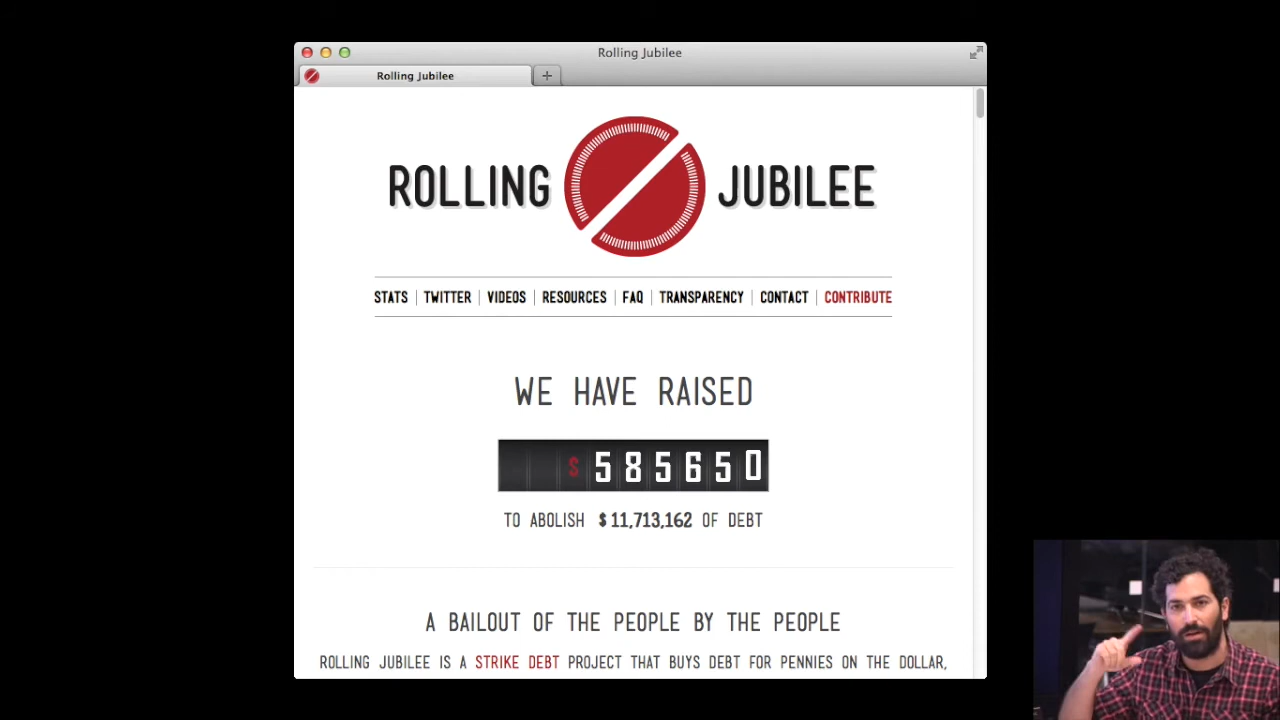 Rolling Jubilee
Rolling Jubilee
ROLLING JUBILEE
STATS TWITTER VIDEOS RESOURCES FAQ TRANSPARENCY CONTACT CONTRIBUTE
WE HAVE RAISED
$ 585650
TO ABOLISH $11,713,162 OF DEBT
A BAILOUT OF THE PEOPLE BY THE PEOPLE
ROLLING JUBILEE IS A STRIKE DEBT PROJECT THAT BUYS DEBT FOR PENNIES ON THE DOLLAR,